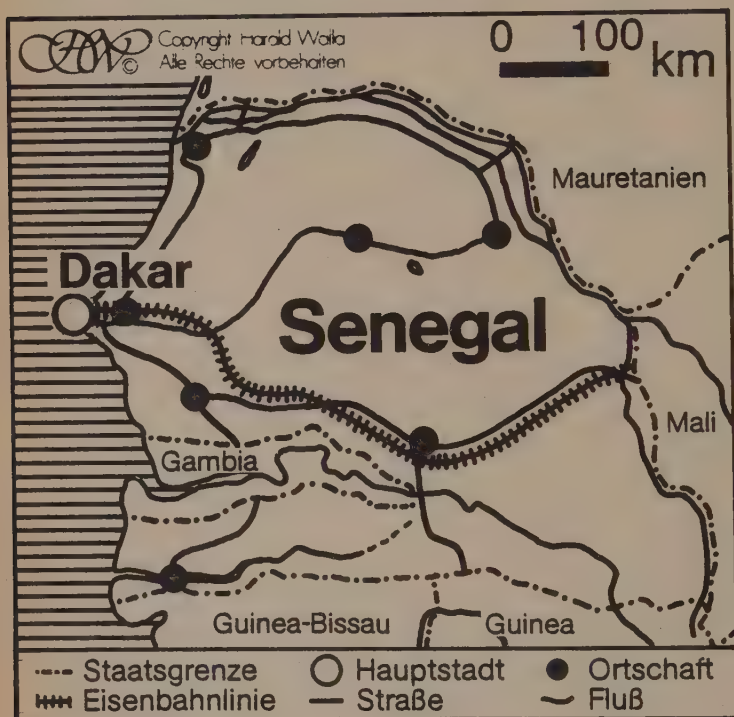 Copyright Harald Walla
Alle Rechte vorbehalten
0 100 km
Mauretanien
Dakar
Senegal
Mali
Gambia
Guinea-Bissau
Guinea
Staatsgrenze
Hauptstadt
Ortschaft
Eisenbahnlinie
Straße
Fluß